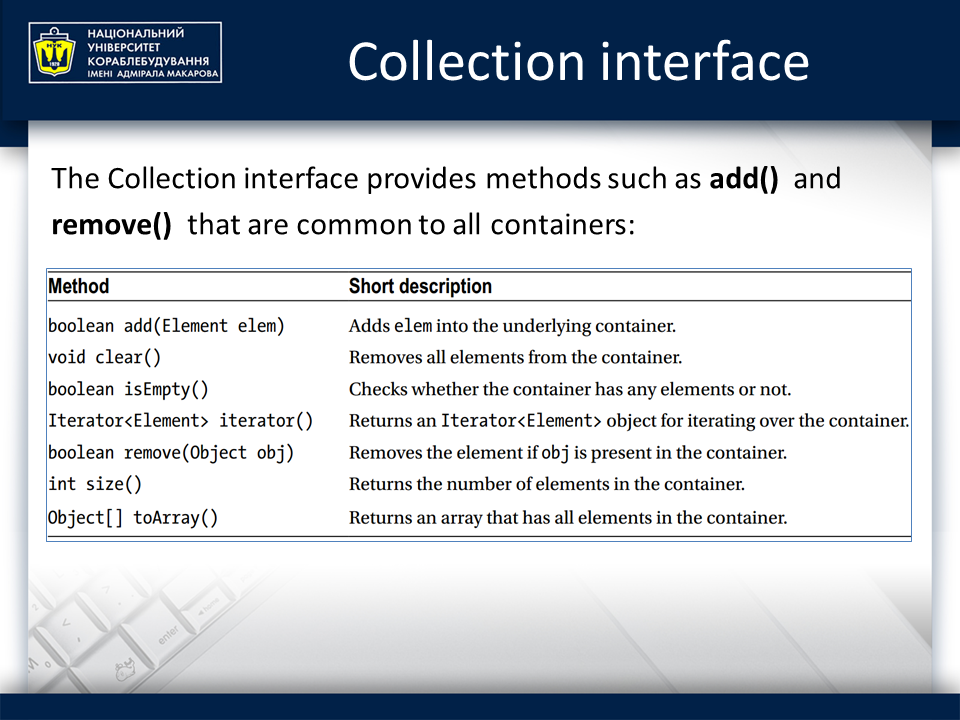 НАЦІОНАЛЬНИЙ
УНІВЕРСИТЕТ
КОРАБЛЕБУДУВАННЯ
ІМЕНІ АДМІРАЛА МАКАРОВА
НУК
1920
Collection interface
The Collection interface provides methods such as add() and
remove() that are common to all containers:
Method Short description
boolean add(Element elem) Adds elem into the underlying container.
void clear() Removes all elements from the container.
boolean isEmpty() Checks whether the container has any elements or not.
Iterator<Element> iterator() Returns an Iterator<Element> object for iterating over the container.
boolean remove(Object obj) Removes the element if obj is present in the container.
int size() Returns the number of elements in the container.
Object[] toArray() Returns an array that has all elements in the container.
enter